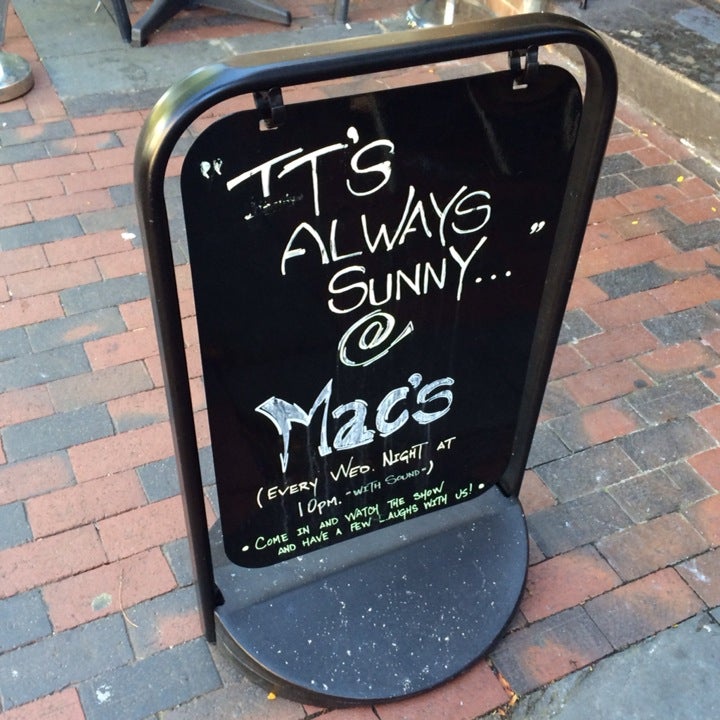 "IT'S
ALWAYS
SUNNY..."
@
Mac's
(EVERY WED. NIGHT AT
10PM. -WITH SOUND-)
• COME IN AND WATCH THE SHOW
AND HAVE A FEW LAUGHS WITH US! •